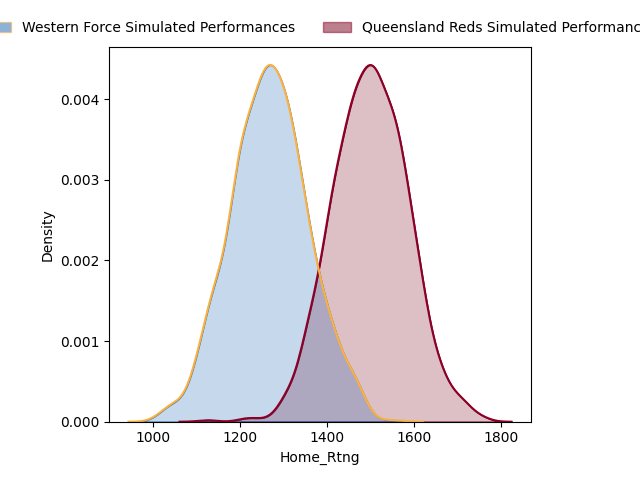 Western Force Simulated Performances
Queensland Reds Simulated Performanc
0.004
0.003
0.002
0.001
0.000
Density
1000
1200
1400
1600
1800
Home_Rtng